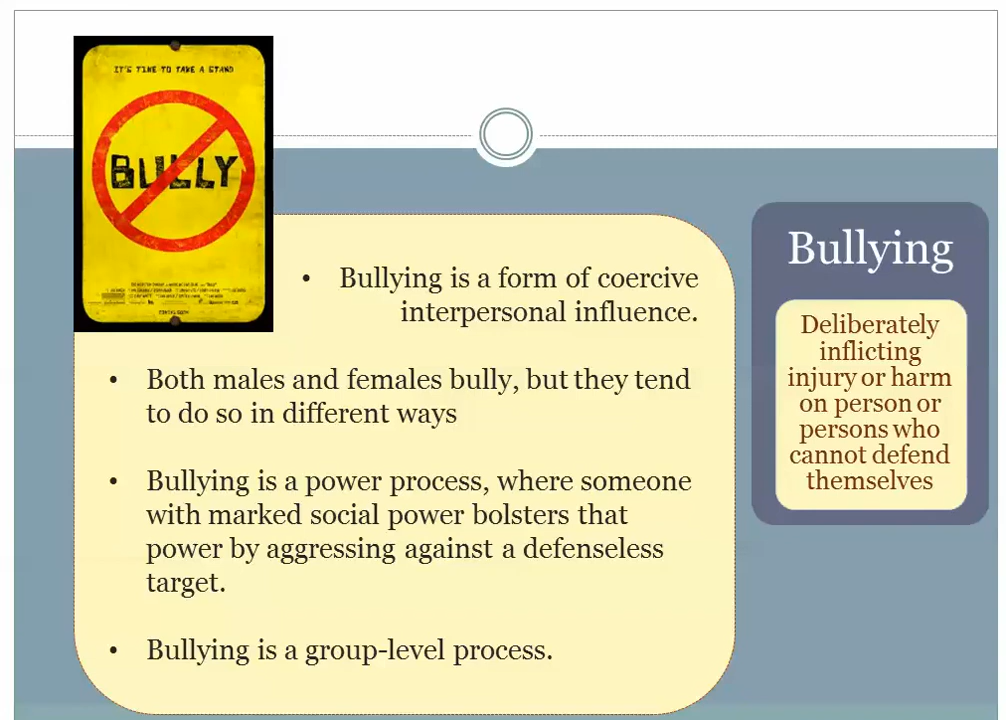 IT'S TIME TO TAKE A STAND
BULLY
• Bullying is a form of coercive
interpersonal influence.
• Both males and females bully, but they tend
to do so in different ways
• Bullying is a power process, where someone
with marked social power bolsters that
power by aggressing against a defenseless
target.
• Bullying is a group-level process.
Bullying
Deliberately
inflicting
injury or harm
on person or
persons who
cannot defend
themselves